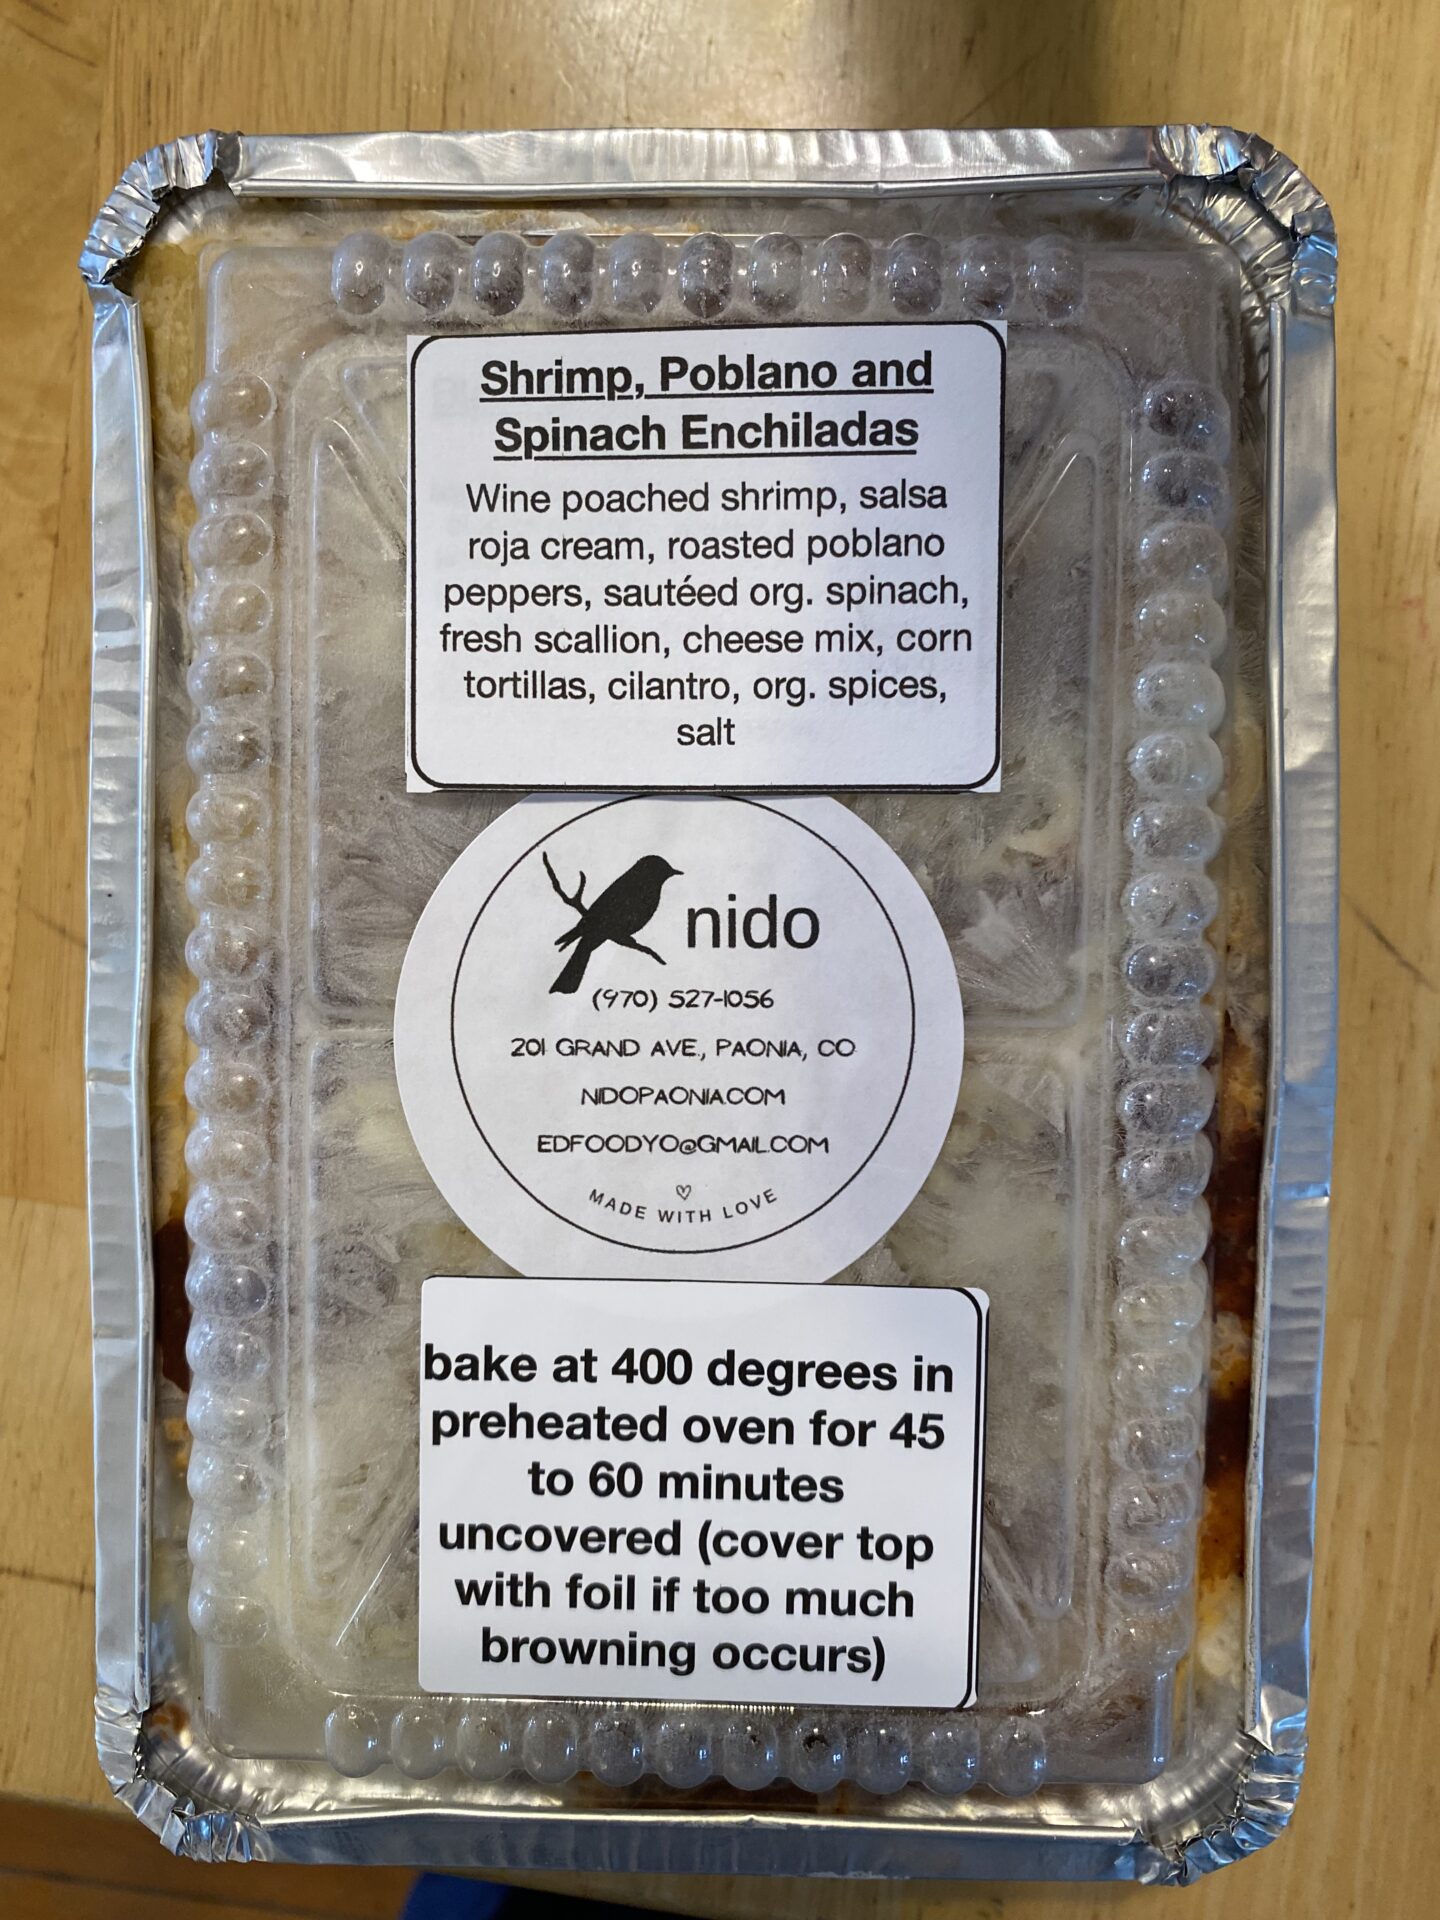 Shrimp, Poblano and
Spinach Enchiladas
Wine poached shrimp, salsa
roja cream, roasted poblano
peppers, sautéed org. spinach,
fresh scallion, cheese mix, corn
tortillas, cilantro, org. spices,
salt
nido
(970) 527-1056
201 GRAND AVE., PAONIA, CO
NIDOPAONIA.COM
EDFOODYO@GMAIL.COM
MADE WITH LOVE
bake at 400 degrees in
preheated oven for 45
to 60 minutes
uncovered (cover top
with foil if too much
browning occurs)